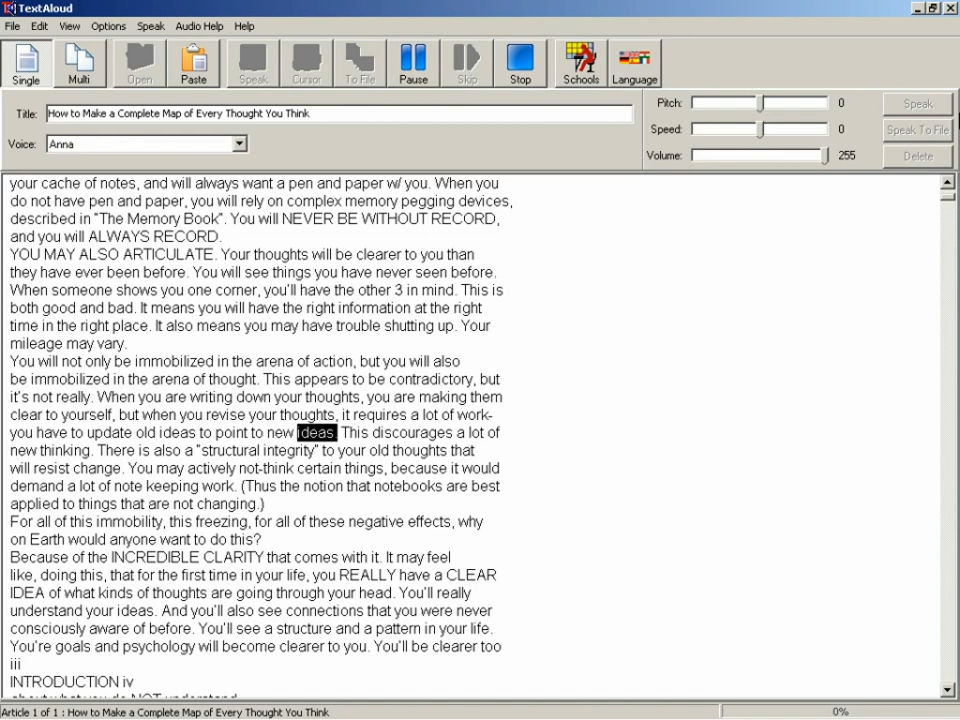 TextAloud
File Edit View Options Speak Audio Help Help
Single Multi Open Paste Speak Cursor To File Pause Skip Stop Schools Language
Title: How to Make a Complete Map of Every Thought You Think
Voice: Anna
Pitch: 0 Speak
Speed: 0 Speak To File
Volume: 255 Delete
your cache of notes, and will always want a pen and paper w/ you. When you
do not have pen and paper, you will rely on complex memory pegging devices,
described in "The Memory Book". You will NEVER BE WITHOUT RECORD,
and you will ALWAYS RECORD.
YOU MAY ALSO ARTICULATE. Your thoughts will be clearer to you than
they have ever been before. You will see things you have never seen before.
When someone shows you one corner, you'll have the other 3 in mind. This is
both good and bad. It means you will have the right information at the right
time in the right place. It also means you may have trouble shutting up. Your
mileage may vary.
You will not only be immobilized in the arena of action, but you will also
be immobilized in the arena of thought. This appears to be contradictory, but
it's not really. When you are writing down your thoughts, you are making them
clear to yourself, but when you revise your thoughts, it requires a lot of work-
you have to update old ideas to point to new ideas. This discourages a lot of
new thinking. There is also a "structural integrity" to your old thoughts that
will resist change. You may actively not-think certain things, because it would
demand a lot of note keeping work. (Thus the notion that notebooks are best
applied to things that are not changing.)
For all of this immobility, this freezing, for all of these negative effects, why
on Earth would anyone want to do this?
Because of the INCREDIBLE CLARITY that comes with it. It may feel
like, doing this, that for the first time in your life, you REALLY have a CLEAR
IDEA of what kinds of thoughts are going through your head. You'll really
understand your ideas. And you'll also see connections that you were never
consciously aware of before. You'll see a structure and a pattern in your life.
You're goals and psychology will become clearer to you. You'll be clearer too
iii
INTRODUCTION iv
about what you do NOT understand.
Article 1 of 1 : How to Make a Complete Map of Every Thought You Think 0%